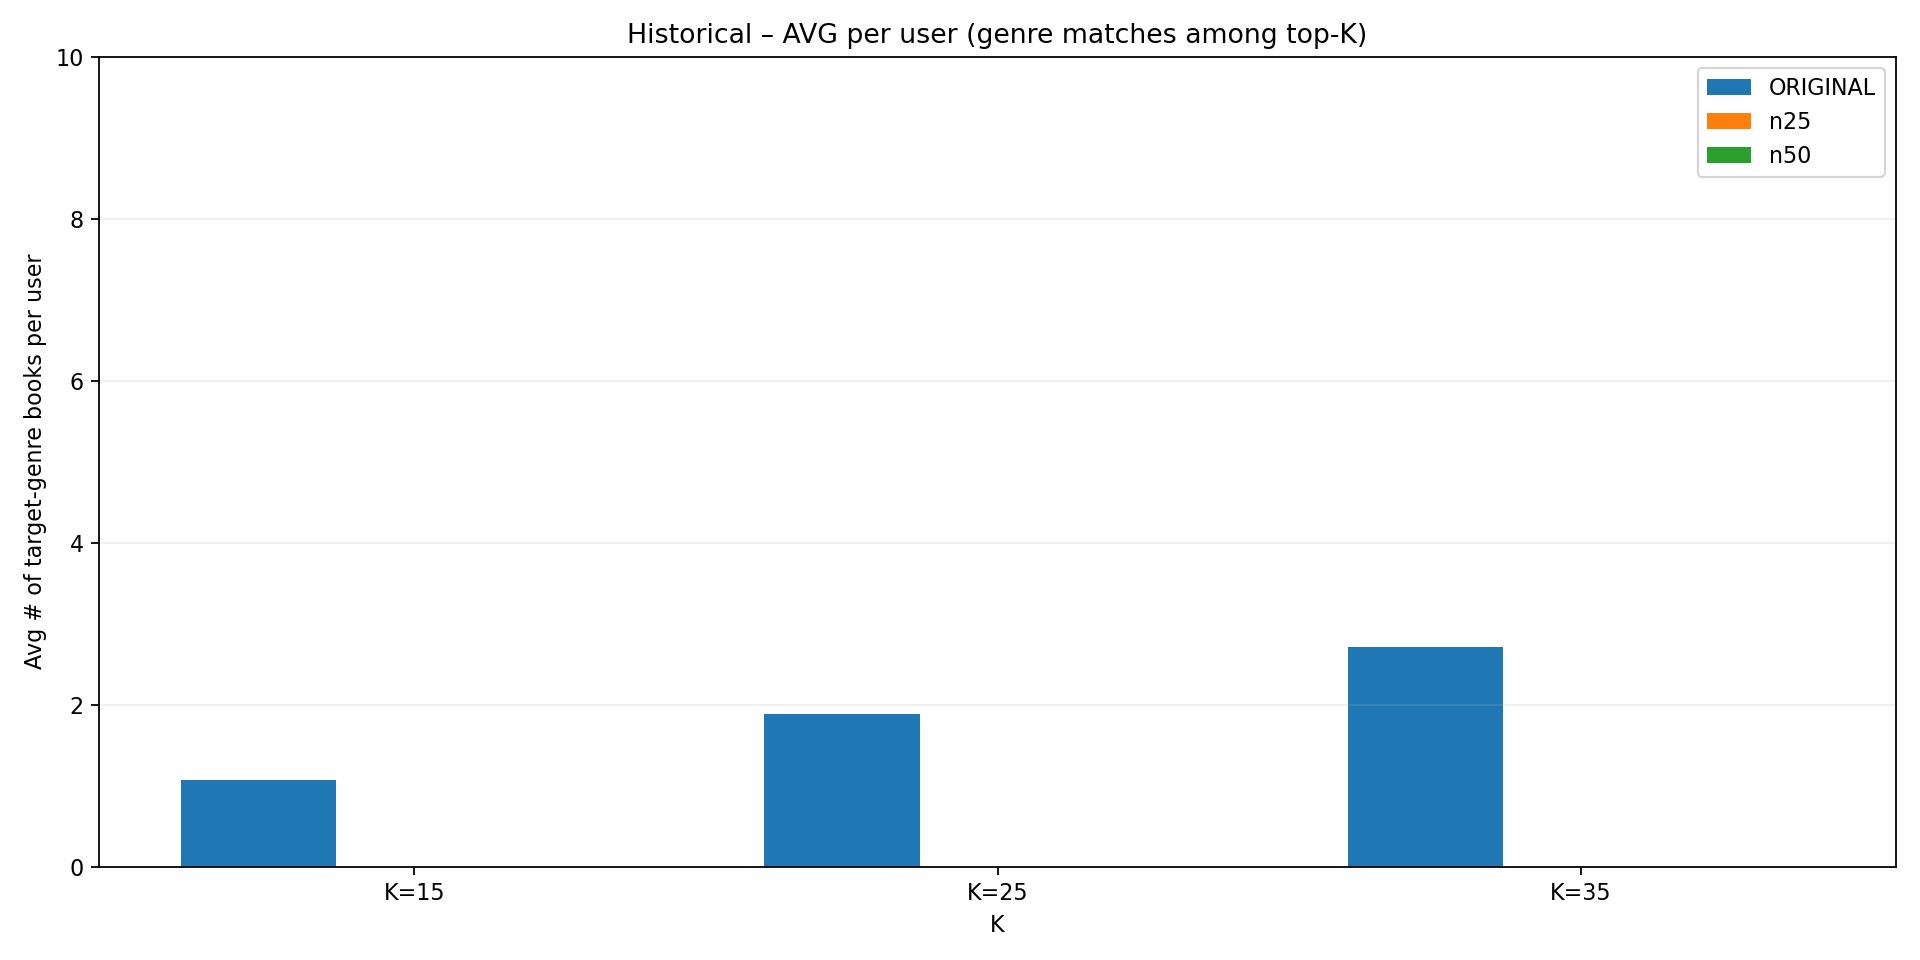 Historical – AVG per user (genre matches among top-K)
10
8
6
4
2
0
Avg # of target-genre books per user
ORIGINAL
n25
n50
K=15
K=25
K=35
K